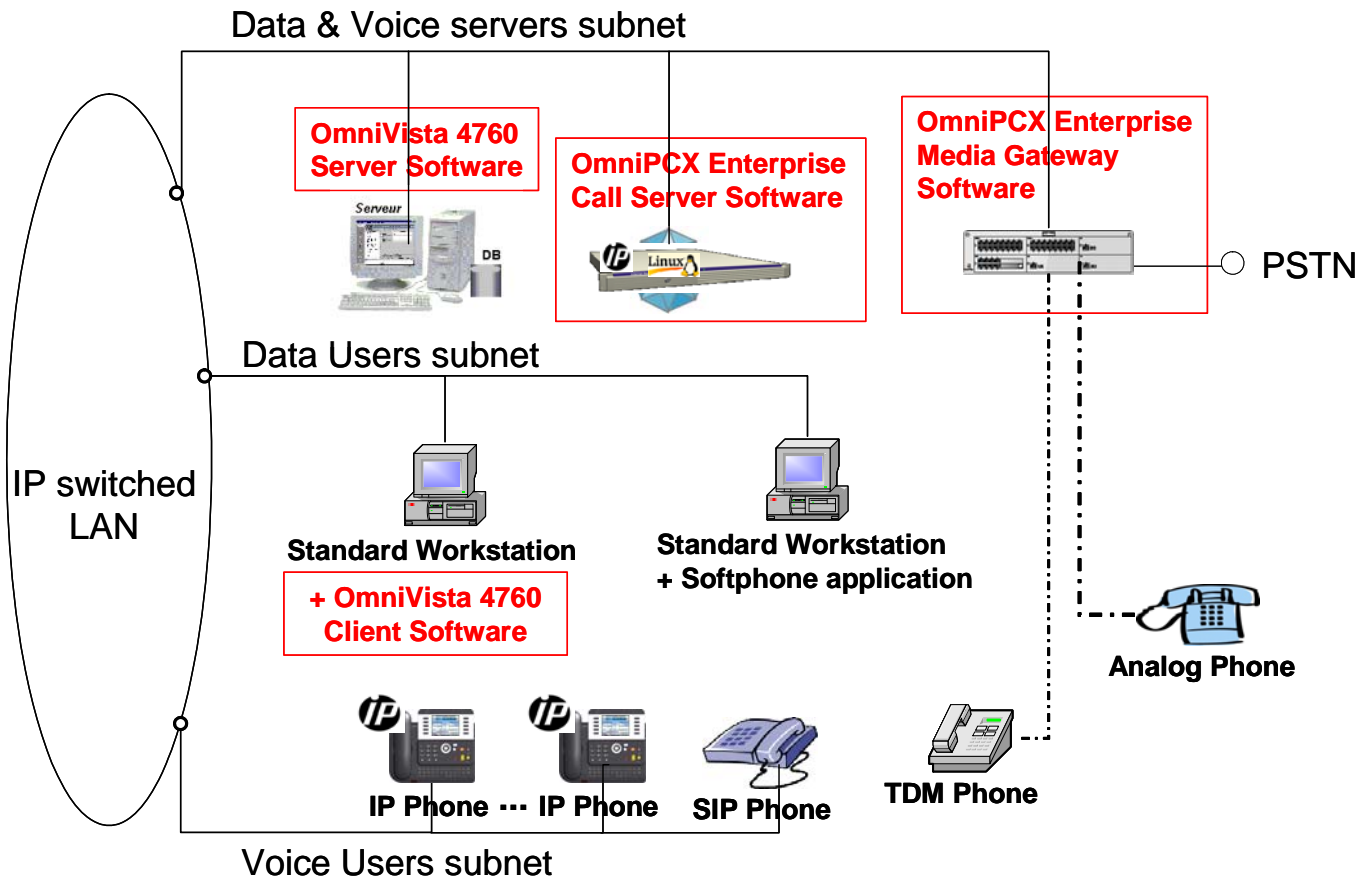 Data & Voice servers subnet
OmniVista 4760
Server Software
OmniPCX Enterprise
Call Server Software
OmniPCX Enterprise
Media Gateway
Software
Serveur
DB
IP
Linux
PSTN
Data Users subnet
IP switched
LAN
Standard Workstation
+ OmniVista 4760
Client Software
Standard Workstation
+ Softphone application
Analog Phone
IP
IP
IP Phone ... IP Phone
SIP Phone
TDM Phone
Voice Users subnet